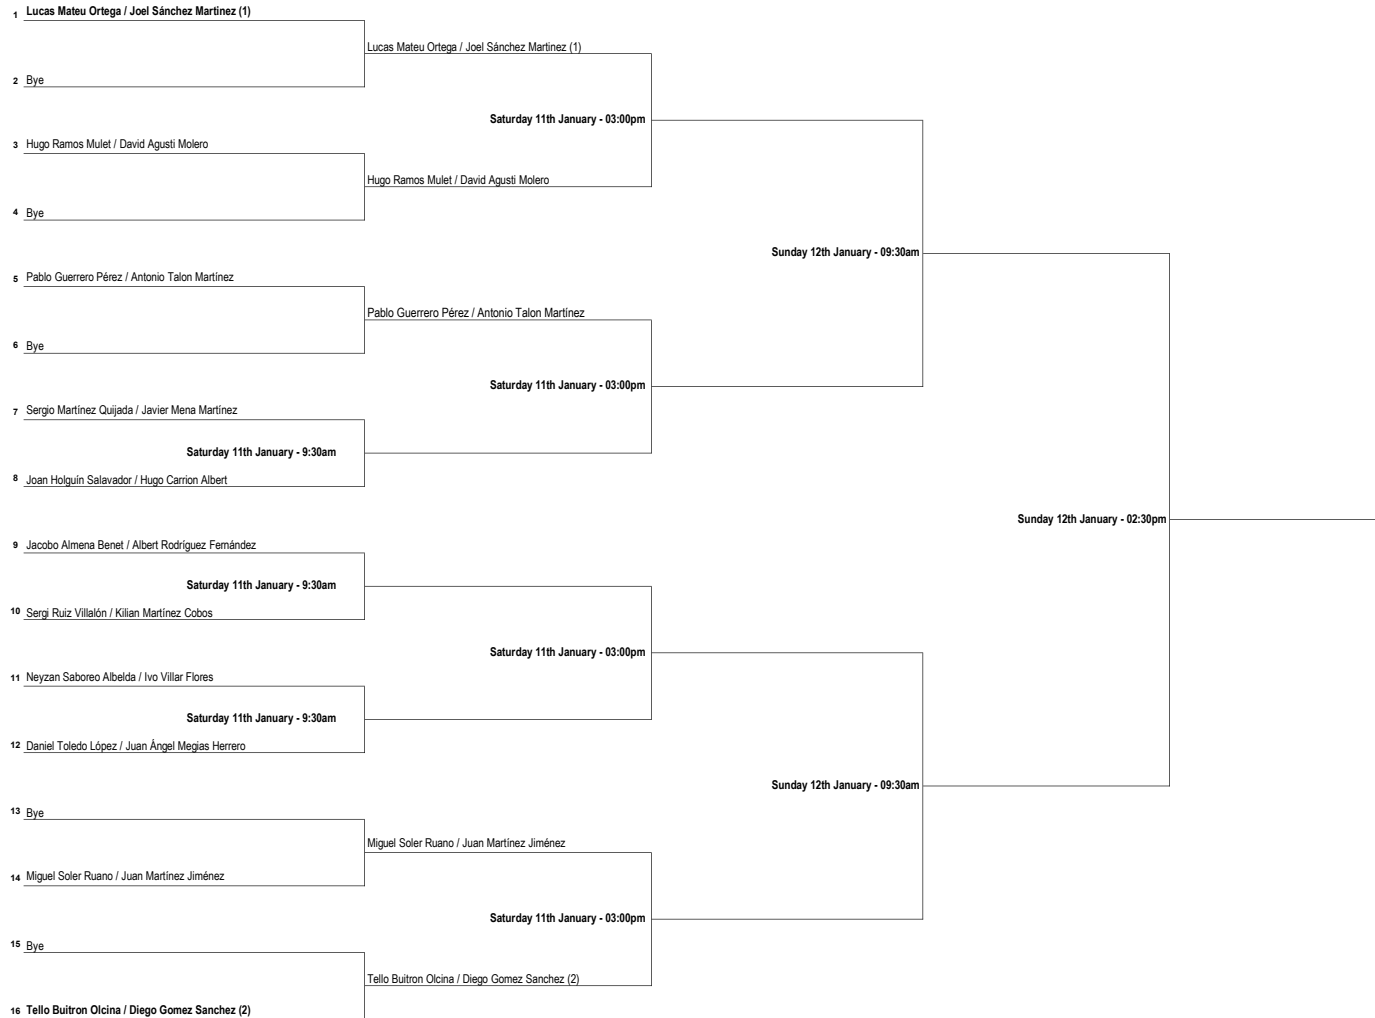 1 Lucas Mateu Ortega / Joel Sánchez Martinez (1)
Lucas Mateu Ortega / Joel Sánchez Martinez (1)
2 Bye
Saturday 11th January - 03:00pm
3 Hugo Ramos Mulet / David Agusti Molero
Hugo Ramos Mulet / David Agusti Molero
4 Bye
Sunday 12th January - 09:30am
5 Pablo Guerrero Pérez / Antonio Talon Martínez
Pablo Guerrero Pérez / Antonio Talon Martínez
6 Bye
Saturday 11th January - 03:00pm
7 Sergio Martínez Quijada / Javier Mena Martínez
Saturday 11th January - 9:30am
8 Joan Holguín Salavador / Hugo Carrion Albert
Sunday 12th January - 02:30pm
9 Jacobo Almena Benet / Albert Rodríguez Fernández
Saturday 11th January - 9:30am
10 Sergi Ruiz Villalón / Kilian Martínez Cobos
Saturday 11th January - 03:00pm
11 Neyzan Saboreo Albelda / Ivo Villar Flores
Saturday 11th January - 9:30am
12 Daniel Toledo López / Juan Ángel Megias Herrero
Sunday 12th January - 09:30am
13 Bye
Miguel Soler Ruano / Juan Martínez Jiménez
14 Miguel Soler Ruano / Juan Martínez Jiménez
Saturday 11th January - 03:00pm
15 Bye
Tello Buitron Olcina / Diego Gomez Sanchez (2)
16 Tello Buitron Olcina / Diego Gomez Sanchez (2)